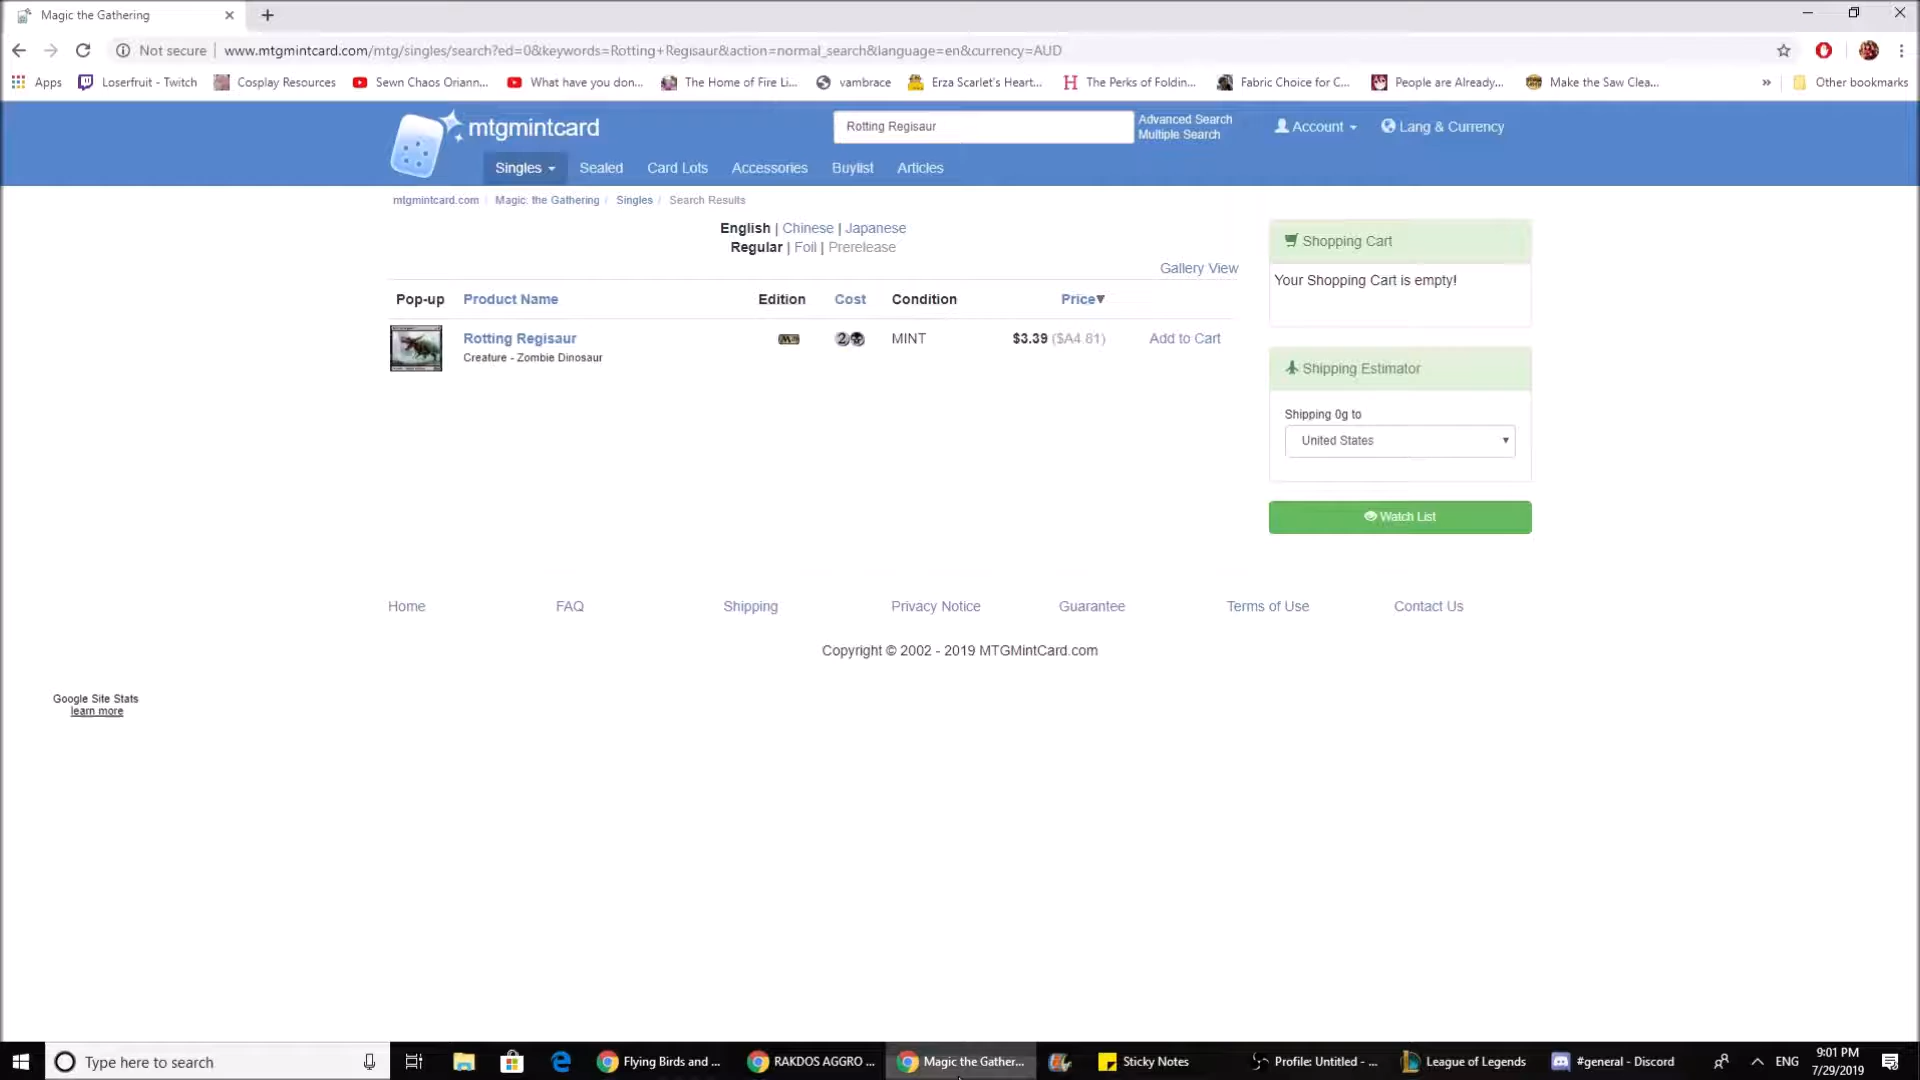 Magic the Gathering
Not secure
www.mtgmintcard.com/mtg/singles/search?ed=0&keywords=Rotting+Regisaur&action=normal_search&language=en&currency=AUD
Apps
Loserfruit - Twitch
Cosplay Resources
Sewn Chaos Oriann...
What have you don...
The Home of Fire Li...
vambrace
Erza Scarlet's Heart...
The Perks of Folding...
Fabric Choice for C...
People are Already...
Make the Saw Clea...
»
Other bookmarks
mtgmintcard
Rotting Regisaur
Advanced Search
Multiple Search
Account
Lang & Currency
Singles
Sealed
Card Lots
Accessories
Buylist
Articles
mtgmintcard.com / Magic: the Gathering / Singles / Search Results
English | Chinese | Japanese
Regular | Foil | Prerelease
Gallery View
Pop-up Product Name Edition Cost Condition Price▼
Rotting Regisaur MINT $3.39 ($A4.81) Add to Cart
Creature - Zombie Dinosaur
Shopping Cart
Your Shopping Cart is empty!
Shipping Estimator
Shipping 0g to
United States
Watch List
Home FAQ Shipping Privacy Notice Guarantee Terms of Use Contact Us
Copyright © 2002 - 2019 MTGMintCard.com
Google Site Stats
learn more
Type here to search
Flying Birds and ...
RAKDOS AGGRO ...
Magic the Gather...
Sticky Notes
Profile: Untitled - ...
League of Legends
#general - Discord
ENG
9:01 PM
7/29/2019